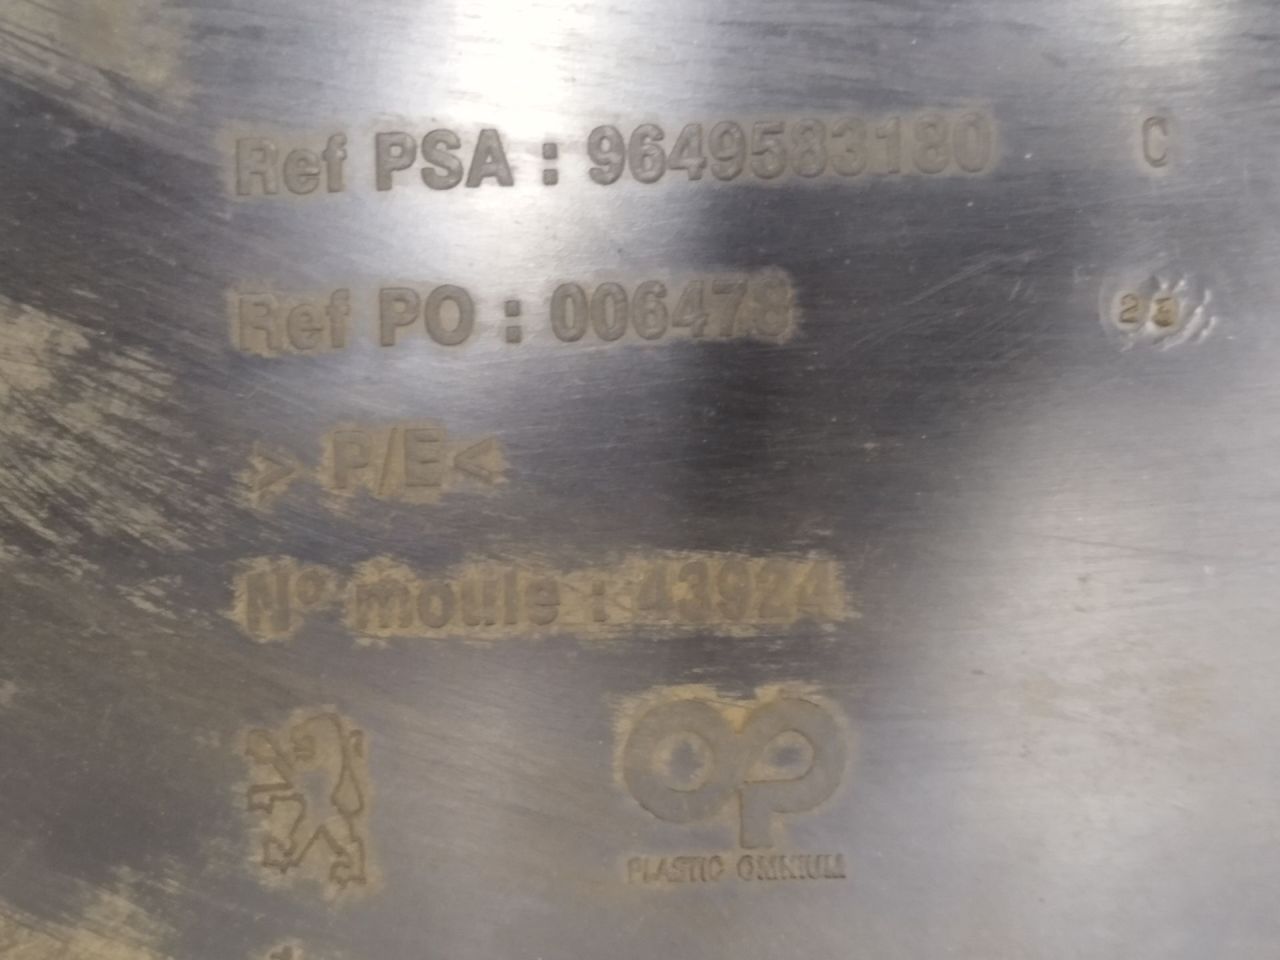 Ref PSA : 9649583180 C
Ref PO : 006478
> P/E <
N° moule : 43924
PLASTIC OMNIUM